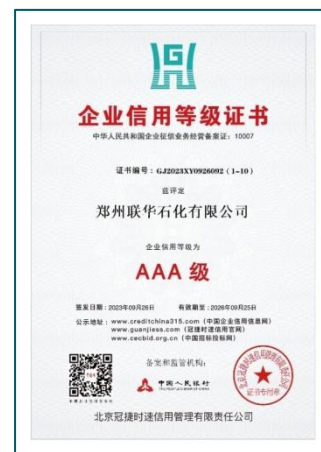 企业信用等级证书
中华人民共和国企业征信业务经营备案证：10007
证书编号：GJ2023XY0926092（1-10）
兹评定
郑州联华石化有限公司
企业信用等级为
AAA 级
签发日期：2023年09月26日 有效期至：2026年09月25日
公示地址：www.creditchina315.com（中国企业信用信息网）
www.guanjiess.com（冠捷时速信用官网）
www.cecbid.org.cn（中国招标投标网）
备案和监管机构：
中国人民银行
证书专用章
北京冠捷时速信用管理有限责任公司